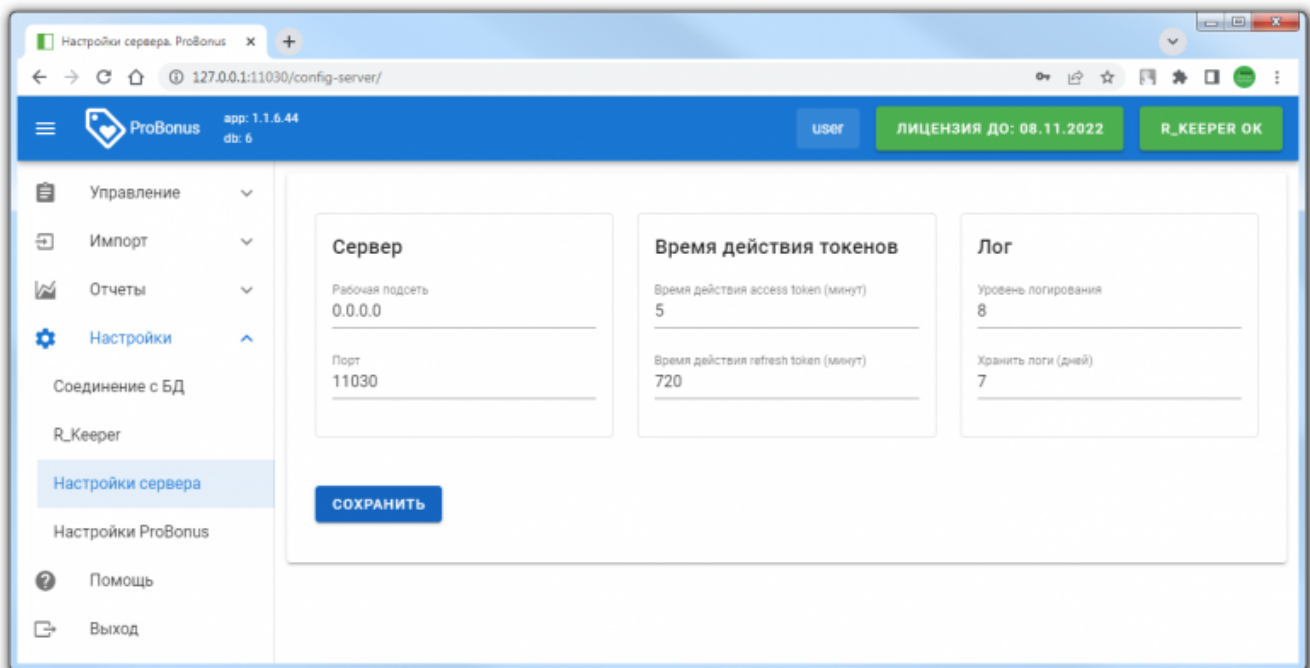 Настройки сервера. ProBonus
127.0.0.1:11030/config-server/
ProBonus
app: 1.1.6.44
db: 6
user
ЛИЦЕНЗИЯ ДО: 08.11.2022
R_KEEPER OK
Управление
Импорт
Отчеты
Настройки
Соединение с БД
R_Keeper
Настройки сервера
Настройки ProBonus
Помощь
Выход
Сервер
Рабочая подсеть
0.0.0.0
Порт
11030
Время действия токенов
Время действия access token (минут)
5
Время действия refresh token (минут)
720
Лог
Уровень логирования
8
Хранить логи (дней)
7
СОХРАНИТЬ